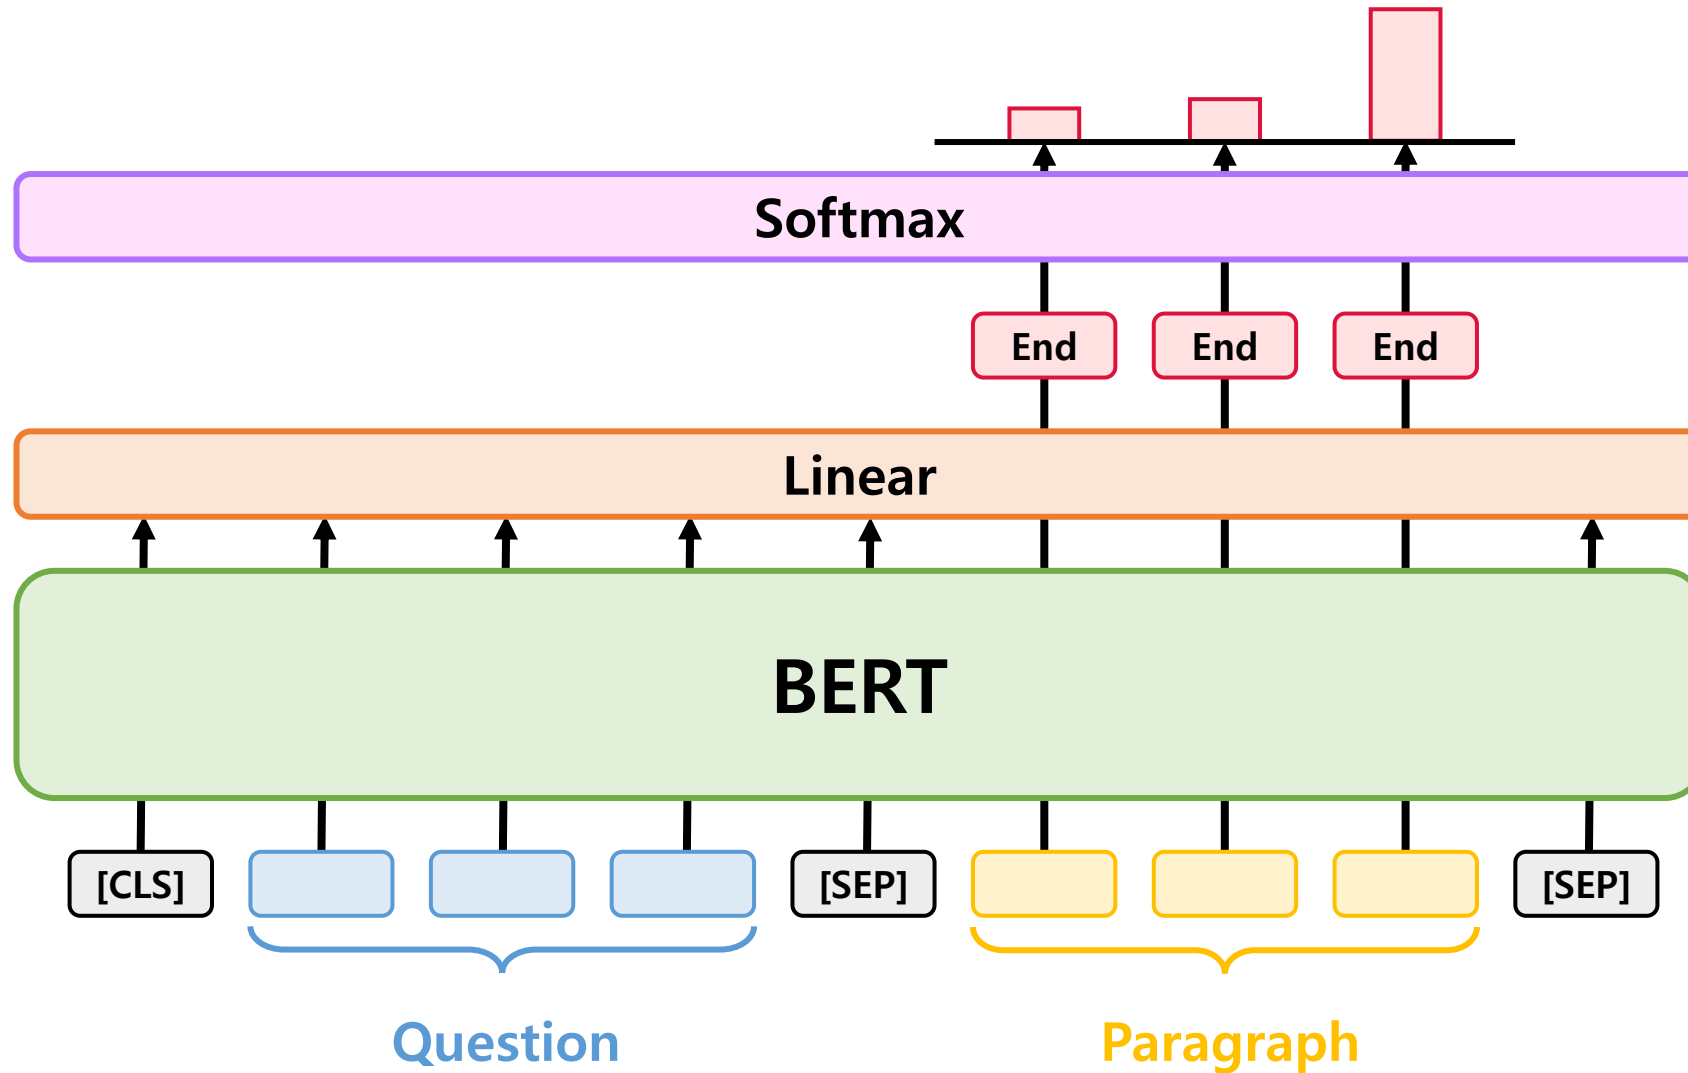 Softmax
End End End
Linear
BERT
[CLS] [SEP] [SEP]
Question Paragraph